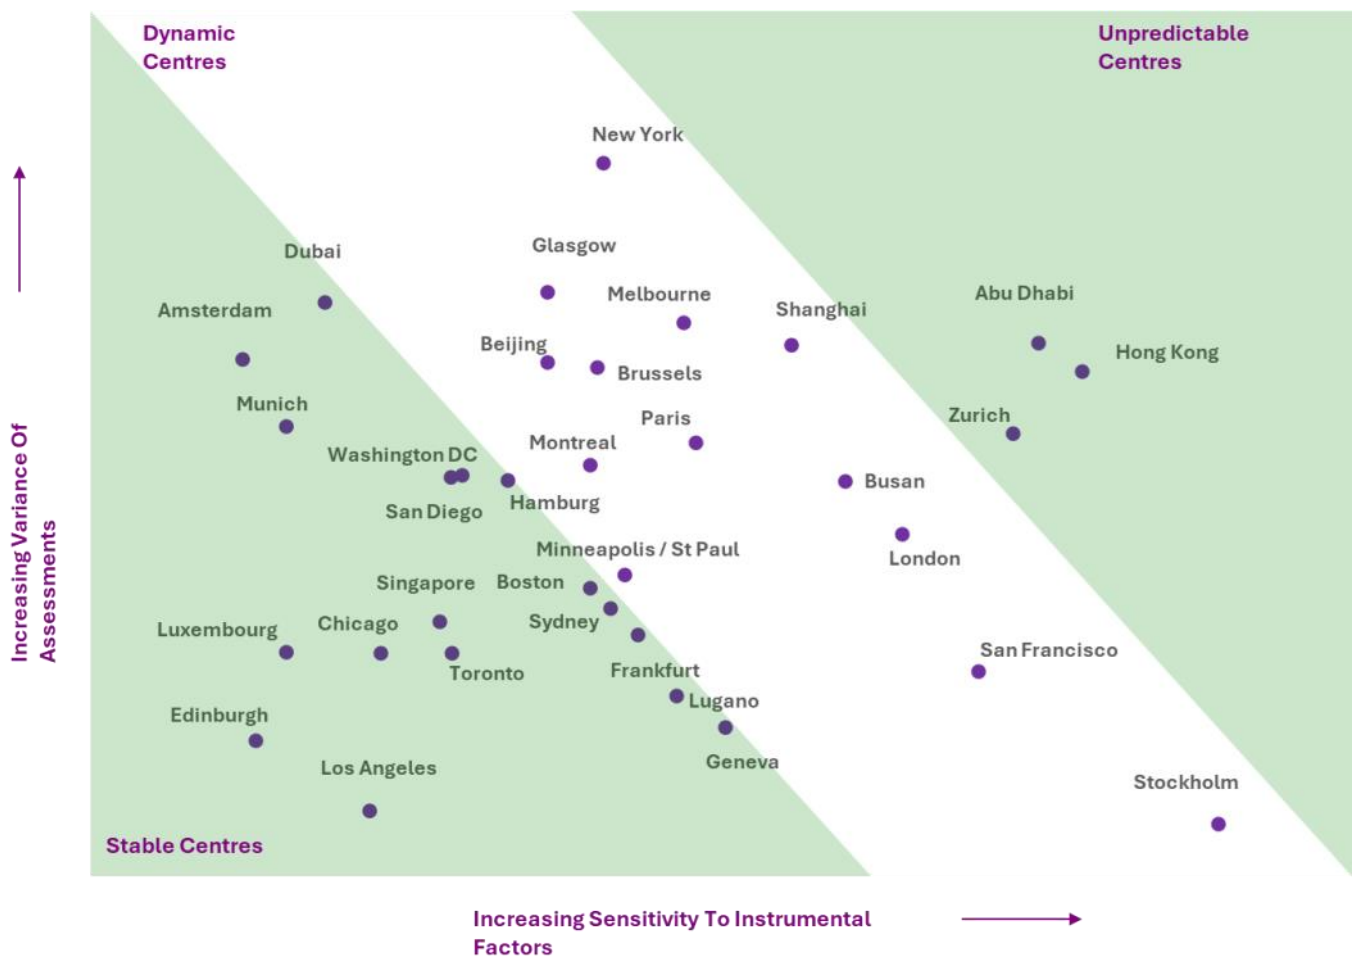 Dynamic
Centres
Unpredictable
Centres
New York
Glasgow
Dubai
Melbourne
Abu Dhabi
Amsterdam
Shanghai
Beijing
Hong Kong
Brussels
Munich
Paris
Zurich
Montreal
Washington DC
Busan
San Diego
Hamburg
Minneapolis / St Paul
London
Singapore
Boston
Luxembourg
Chicago
Sydney
San Francisco
Toronto
Frankfurt
Lugano
Edinburgh
Geneva
Los Angeles
Stockholm
Stable Centres
Increasing Variance Of
Assessments
Increasing Sensitivity To Instrumental
Factors